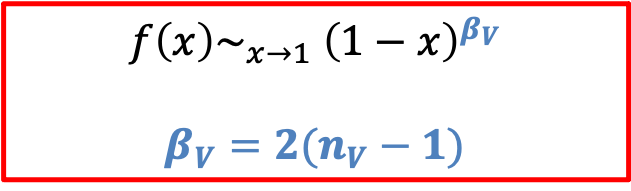 f(x)~ₓ→₁ (1 − x)^βᵥ
βᵥ = 2(nᵥ − 1)